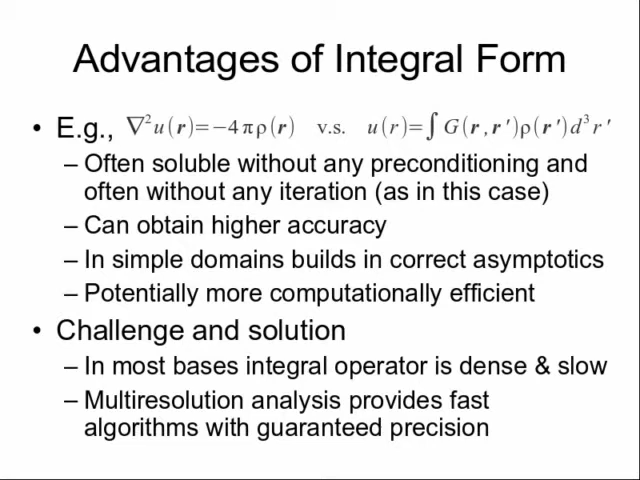 Advantages of Integral Form
• E.g., ∇²u(r)=−4πρ(r) v.s. u(r)=∫G(r,r')ρ(r')d³r'
– Often soluble without any preconditioning and
often without any iteration (as in this case)
– Can obtain higher accuracy
– In simple domains builds in correct asymptotics
– Potentially more computationally efficient
• Challenge and solution
– In most bases integral operator is dense & slow
– Multiresolution analysis provides fast
algorithms with guaranteed precision